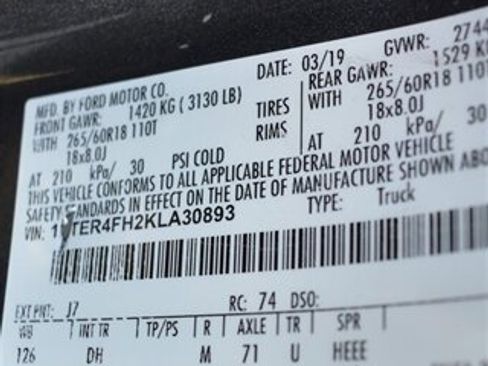 MFD. BY FORD MOTOR CO.
DATE: 03/19
GVWR: 2744
FRONT GAWR: 1420 KG ( 3130 LB)
REAR GAWR: 1529 KG
WITH 265/60R18 110T TIRES WITH 265/60R18 110
18x8.0J RIMS 18x8.0J
AT 210 kPa/ 30 PSI COLD AT 210 kPa/ 30
THIS VEHICLE CONFORMS TO ALL APPLICABLE FEDERAL MOTOR VEHICLE
SAFETY STANDARDS IN EFFECT ON THE DATE OF MANUFACTURE SHOWN ABO
VIN: 1 TER4FH2KLA30893
TYPE: Truck
EXT PNT: J7 RC: 74 DSO:
WB INT TR TP/PS R AXLE TR SPR
126 DH M 71 U HEEE